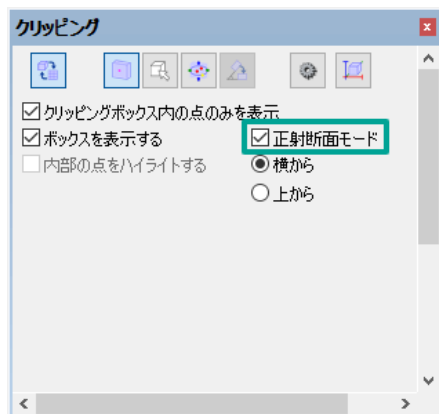 クリッピング
クリッピングボックス内の点のみを表示
ボックスを表示する
正射断面モード
内部の点をハイライトする
横から
上から